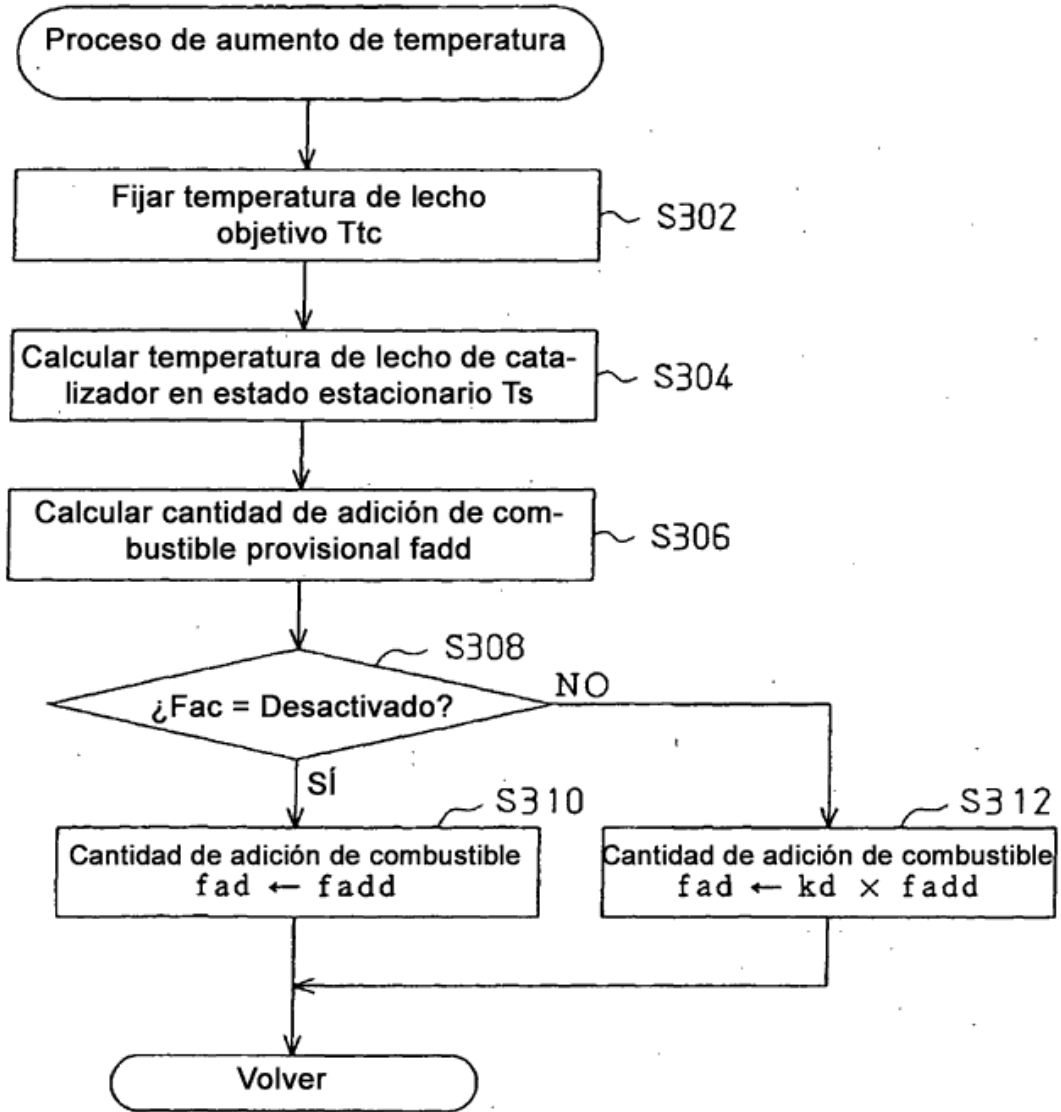 Proceso de aumento de temperatura
Fijar temperatura de lecho
objetivo Ttc
S302
Calcular temperatura de lecho de cata-
lizador en estado estacionario Ts
S304
Calcular cantidad de adición de com-
bustible provisional fadd
S306
S308
¿Fac = Desactivado?
NO
SÍ
S310
Cantidad de adición de combustible
fad ← fadd
S312
Cantidad de adición de combustible
fad ← kd × fadd
Volver